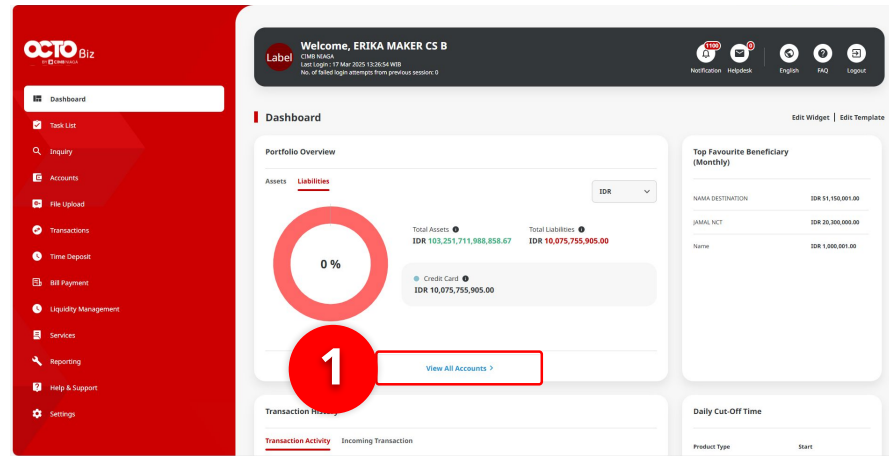 OCTO Biz
BY CIMB NIAGA
Dashboard
Task List
Inquiry
Accounts
File Upload
Transactions
Time Deposit
Bill Payment
Liquidity Management
Services
Reporting
Help & Support
Settings
Label
Welcome, ERIKA MAKER CS B
CIMB NIAGA
Last Login : 17 Mar 2025 13:26:54 WIB
No. of failed login attempts from previous session: 0
1100
0
Notification
Helpdesk
English
FAQ
Logout
Dashboard
Edit Widget | Edit Template
Portfolio Overview
Assets
Liabilities
IDR
0 %
Total Assets
IDR 103,251,711,988,858.67
Total Liabilities
IDR 10,075,755,905.00
Credit Card
IDR 10,075,755,905.00
1
View All Accounts >
Top Favourite Beneficiary
(Monthly)
NAMA DESTINATION IDR 51,150,001.00
JAMAL NCT IDR 20,300,000.00
Name IDR 1,000,001.00
Transaction History
Transaction Activity
Incoming Transaction
Daily Cut-Off Time
Product Type Start